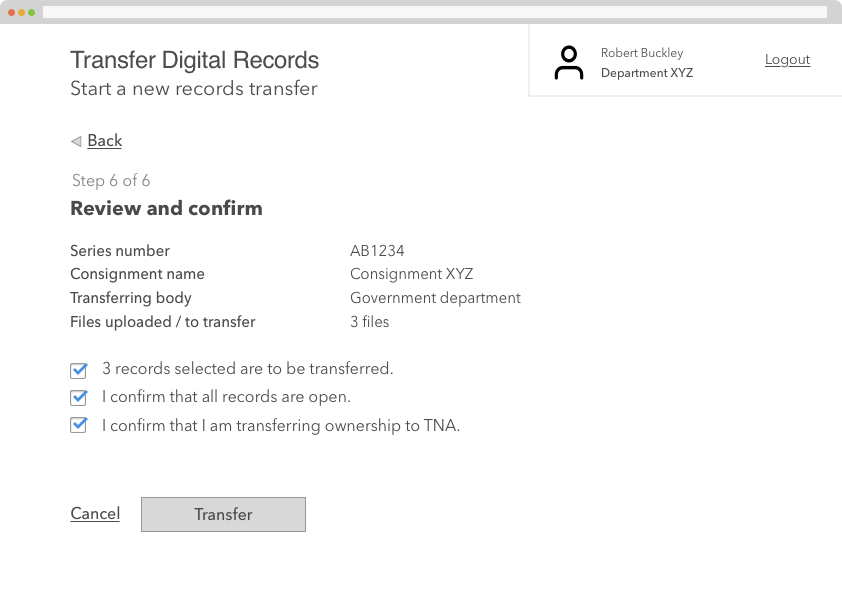 Transfer Digital Records
Start a new records transfer
Robert Buckley
Department XYZ
Logout
Back
Step 6 of 6
Review and confirm
Series number AB1234
Consignment name Consignment XYZ
Transferring body Government department
Files uploaded / to transfer 3 files
3 records selected are to be transferred.
I confirm that all records are open.
I confirm that I am transferring ownership to TNA.
Cancel
Transfer